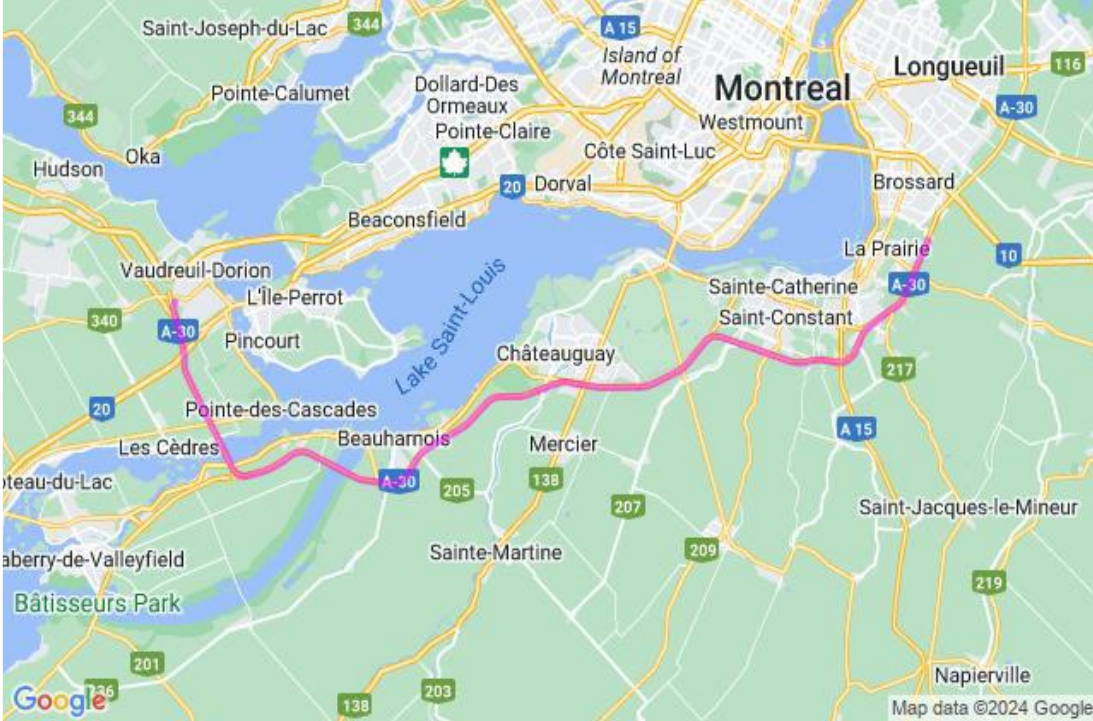 Saint-Joseph-du-Lac
344
A 15
Island of
Montreal
Longueuil
116
Pointe-Calumet
Dollard-Des
Ormeaux
Montreal
A-30
344
Pointe-Claire
Westmount
Oka
Hudson
Côte Saint-Luc
20
Dorval
Brossard
Beaconsfield
La Prairie
10
Vaudreuil-Dorion
L'Île-Perrot
Sainte-Catherine
A-30
340
A-30
Saint-Constant
Pincourt
Lake Saint-Louis
Châteauguay
217
20
Pointe-des-Cascades
Les Cèdres
Beauharnois
Mercier
A 15
oteau-du-Lac
A-30
205
138
207
Saint-Jacques-le-Mineur
aberry-de-Valleyfield
Sainte-Martine
209
219
Bâtisseurs Park
201
Napierville
Google
236
138
203
Map data ©2024 Google